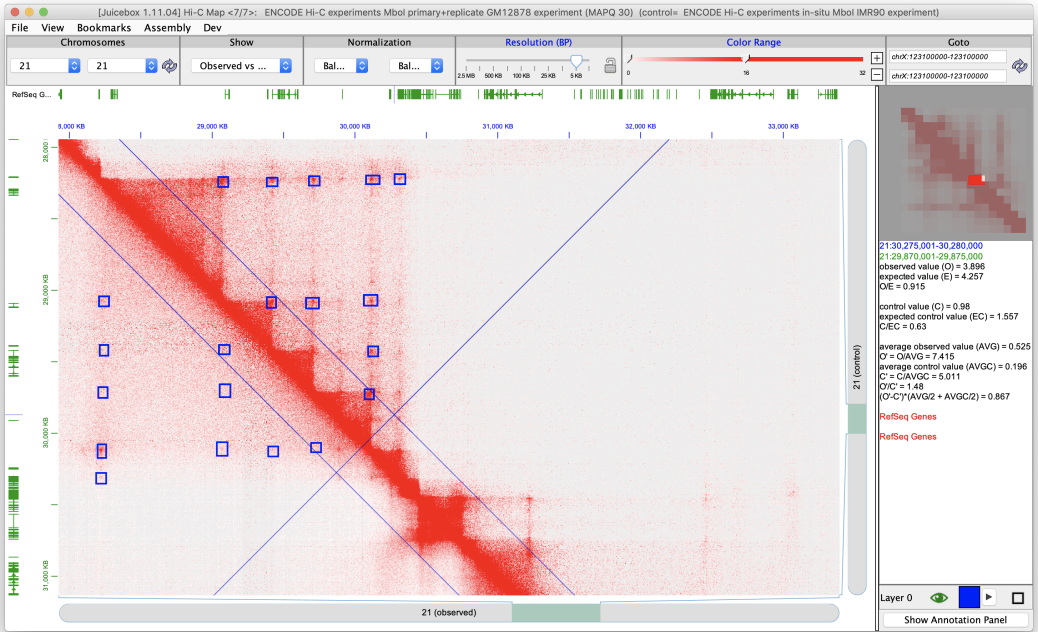 [Juicebox 1.11.04] Hi-C Map <7/7>: ENCODE Hi-C experiments MboI primary+replicate GM12878 experiment (MAPQ 30) (control= ENCODE Hi-C experiments in-situ MboI IMR90 experiment)
File View Bookmarks Assembly Dev
Chromosomes Show Normalization Resolution (BP) Color Range Goto
21 21 Observed vs ... Bal... Bal...
2.5 MB 500 KB 100 KB 25 KB 5 KB
0 16 32
+
−
chrX:123100000-123100000
chrX:123100000-123100000
RefSeq G...
8,000 KB 29,000 KB 30,000 KB 31,000 KB 32,000 KB 33,000 KB
28,000
29,000 KB
30,000 KB
31,000 KB
21 (control)
21 (observed)
21:30,275,001-30,280,000
21:29,870,001-29,875,000
observed value (O) = 3.896
expected value (E) = 4.257
O/E = 0.915
control value (C) = 0.98
expected control value (EC) = 1.557
C/EC = 0.63
average observed value (AVG) = 0.525
O' = O/AVG = 7.415
average control value (AVGC) = 0.196
C' = C/AVGC = 5.011
O'/C' = 1.48
(O'-C')*(AVG/2 + AVGC/2) = 0.867
RefSeq Genes
RefSeq Genes
Layer 0
Show Annotation Panel